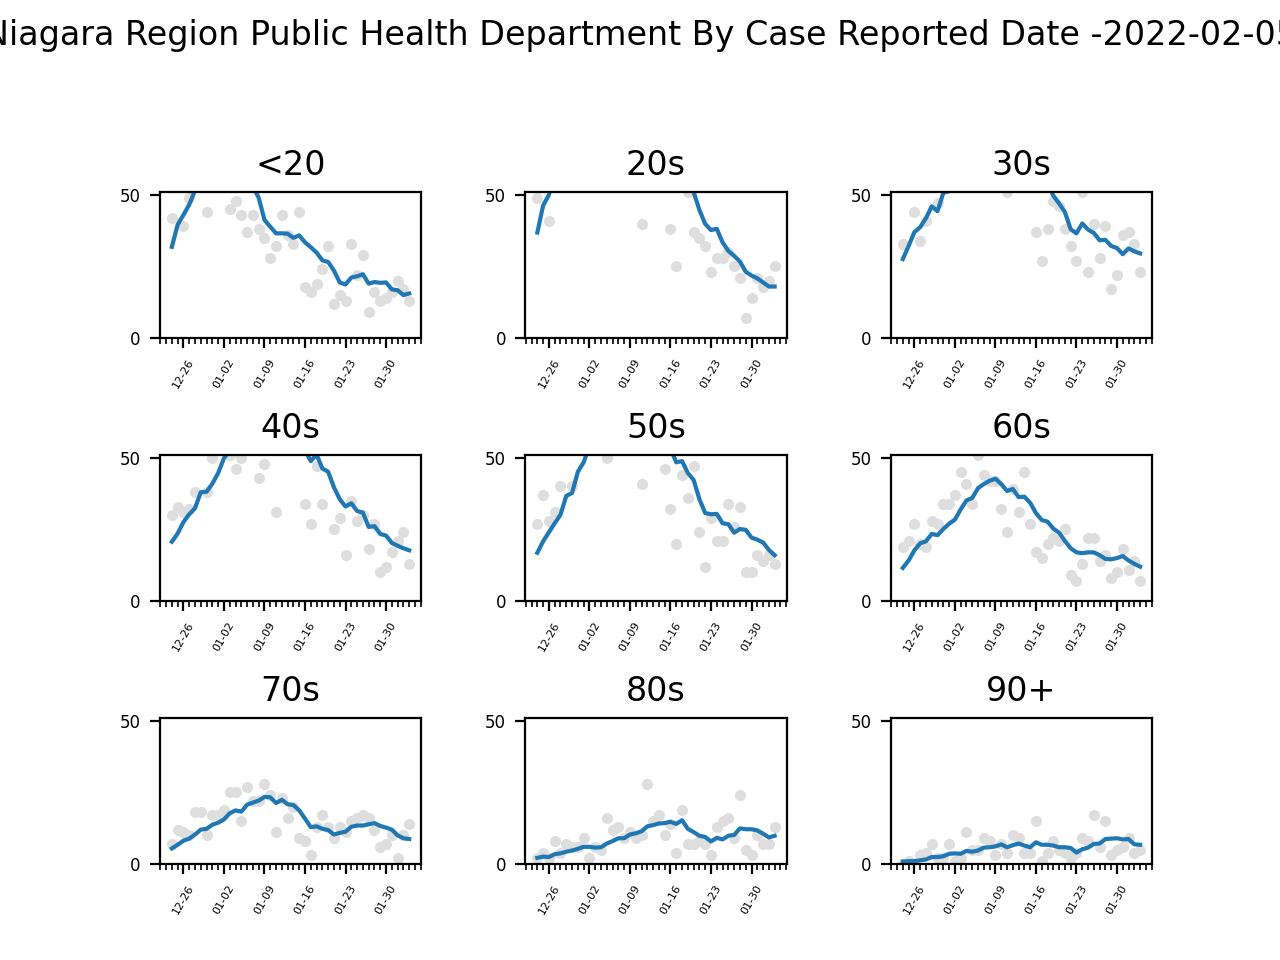 Niagara Region Public Health Department By Case Reported Date -2022-02-05
<20 20s 30s
50 50 50
0 0 0
12-26 01-02 01-09 01-16 01-23 01-30 12-26 01-02 01-09 01-16 01-23 01-30 12-26 01-02 01-09 01-16 01-23 01-30
40s 50s 60s
50 50 50
0 0 0
12-26 01-02 01-09 01-16 01-23 01-30 12-26 01-02 01-09 01-16 01-23 01-30 12-26 01-02 01-09 01-16 01-23 01-30
70s 80s 90+
50 50 50
0 0 0
12-26 01-02 01-09 01-16 01-23 01-30 12-26 01-02 01-09 01-16 01-23 01-30 12-26 01-02 01-09 01-16 01-23 01-30